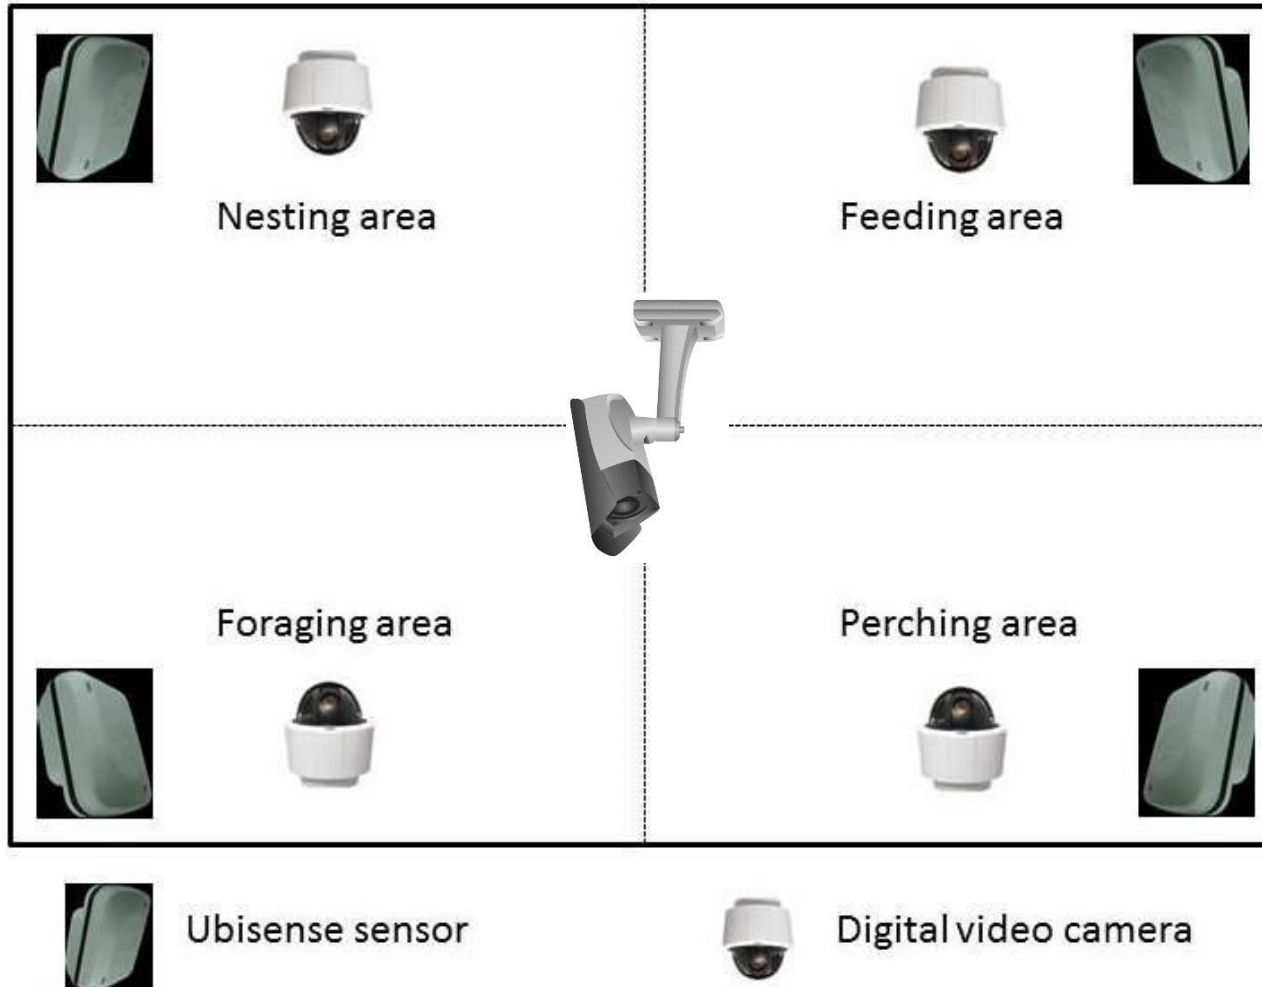 Nesting area
Feeding area
Foraging area
Perching area
Ubisense sensor
Digital video camera